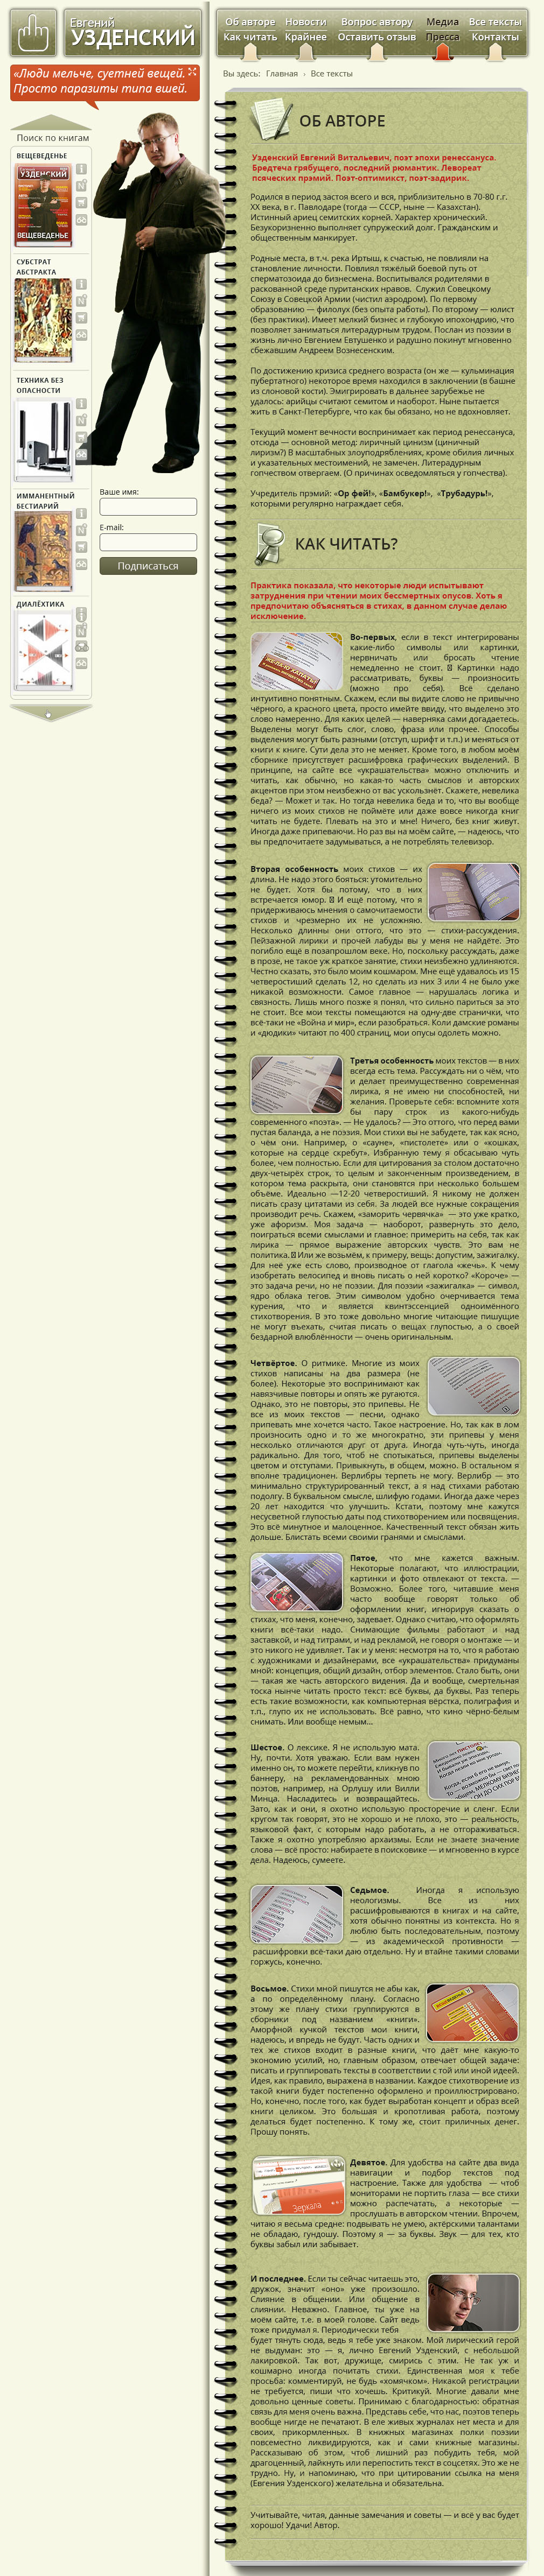 Евгений
УЗДЕНСКИЙ
Об авторе Новости Вопрос автору Медиа Все тексты
Как читать Крайнее Оставить отзыв Пресса Контакты
«Люди мельче, суетней вещей.
Просто паразиты типа вшей.
Вы здесь: Главная › Все тексты
Поиск по книгам
ВЕЩЕВЕДЕНЬЕ
УЗДЕНСКИЙ
ВЕЩЕВЕДЕНЬЕ
СУБСТРАТ
АБСТРАКТА
ТЕХНИКА БЕЗ
ОПАСНОСТИ
ИММАНЕНТНЫЙ
БЕСТИАРИЙ
ДИАЛЁХТИКА
Ваше имя:
E-mail:
Подписаться
ОБ АВТОРЕ
Узденский Евгений Витальевич, поэт эпохи ренессануса.
Бредтеча грябущего, последний рюмантик. Левореат
псяческих прэмий. Поэт-оптимикст, поэт-задирик.
Родился в период застоя всего и вся, приблизительно в 70-80 г.г.
XX века, в г. Павлодаре (тогда — СССР, ныне — Казахстан).
Истинный ариец семитских корней. Характер хронический.
Безукоризненно выполняет супружеский долг. Гражданским и
общественным манкирует.
Родные места, в т.ч. река Иртыш, к счастью, не повлияли на
становление личности. Повлиял тяжёлый боевой путь от
сперматозоида до бизнесмена. Воспитывался родителями в
раскованной среде пуританских нравов. Служил Совецкому
Союзу в Совецкой Армии (чистил аэродром). По первому
образованию — филолух (без опыта работы). По второму — юлист
(без практики). Имеет мелкий бизнес и глубокую ипохондрию, что
позволяет заниматься литературным трудом. Послан из поэзии в
жизнь лично Евгением Евтушенко и радушно покинут мгновенно
сбежавшим Андреем Вознесенским.
По достижению кризиса среднего возраста (он же — кульминация
пубертатного) некоторое время находился в заключении (в башне
из слоновой кости). Эмигрировать в дальнее зарубежье не
удалось: арийцы считают семитом и наоборот. Ныне пытается
жить в Санкт-Петербурге, что как бы обязано, но не вдохновляет.
Текущий момент вечности воспринимает как период ренессануса,
отсюда — основной метод: лиричный цинизм (циничный
лиризм?) В масштабных злоупродяблениях, кроме обилия личных
и указательных местоимений, не замечен. Литерадурным
гопчеством отвергаем. (О причинах осведомляться у гопчества).
Учредитель прэмий: «Ор фей!», «Бамбукер!», «Трубадурь!»,
которыми регулярно награждает себя.
КАК ЧИТАТЬ?
Практика показала, что некоторые люди испытывают
затруднения при чтении моих бессмертных опусов. Хоть я
предпочитаю объясняться в стихах, в данном случае делаю
исключение.
Во-первых, если в текст интегрированы
какие-либо символы или картинки,
нервничать или бросать чтение
немедленно не стоит. Картинки надо
рассматривать, буквы — произносить
(можно про себя). Всё сделано
интуитивно понятным. Скажем, если вы видите слово не привычно
чёрного, а красного цвета, просто имейте ввиду, что выделено это
слово намеренно. Для каких целей — наверняка сами догадаетесь.
Выделены могут быть слог, слово, фраза или прочее. Способы
выделения могут быть разными (отступ, шрифт и т.п.) и меняться от
книги к книге. Сути дела это не меняет. Кроме того, в любом моём
сборнике присутствует расшифровка графических выделений. В
принципе, на сайте все «украшательства» можно отключить и
читать, как обычно, но какая-то часть смыслов и авторских
акцентов при этом неизбежно от вас ускользнёт. Скажете, невелика
беда? — Может и так. Но тогда невелика беда и то, что вы вообще
ничего из моих стихов не поймёте или даже вовсе никогда книг
читать не будете. Плевать на это и мне! Ничего, без книг живут.
Иногда даже припеваючи. Но раз вы на моём сайте, — надеюсь, что
вы предпочитаете задумываться, а не потреблять телевизор.
Вторая особенность моих стихов — их
длина. Не надо этого бояться: утомительно
не будет. Хотя бы потому, что в них
встречается юмор. И ещё потому, что я
придерживаюсь мнения о самочитаемости
стихов и чрезмерно их не усложняю.
Несколько длинны они оттого, что это — стихи-рассуждения.
Пейзажной лирики и прочей лабуды вы у меня не найдёте. Это
погибло ещё в позапрошлом веке. Но, поскольку рассуждать, даже
в прозе, не такое уж краткое занятие, стихи неизбежно удлиняются.
Честно сказать, это было моим кошмаром. Мне ещё удавалось из 15
четверостиший сделать 12, но сделать из них 3 или 4 не было уже
никакой возможности. Самое главное — нарушалась логика и
связность. Лишь много позже я понял, что сильно париться за это
не стоит. Все мои тексты помещаются на одну-две странички, что
всё-таки не «Война и мир», если разобраться. Коли дамские романы
и «дюдики» читают по 400 страниц, мои опусы одолеть можно.
Третья особенность моих текстов — в них
всегда есть тема. Рассуждать ни о чём, что
и делает преимущественно современная
лирика, я не имею ни способностей, ни
желания. Проверьте себя: вспомните хотя
бы пару строк из какого-нибудь
современного «поэта». — Не удалось? — Это оттого, что перед вами
пустая баланда, а не поэзия. Мои стихи вы не забудете, так как ясно,
о чём они. Например, о «сауне», «пистолете» или о «кошках,
которые на сердце скребут». Избранную тему я обсасываю чуть
более, чем полностью. Если для цитирования за столом достаточно
двух-четырёх строк, то целым и законченным произведением, в
котором тема раскрыта, они становятся при несколько большем
объёме. Идеально —12-20 четверостиший. Я никому не должен
писать сразу цитатами из себя. За людей все нужные сокращения
производит речь. Скажем, «заморить червячка» — это уже кратко,
уже афоризм. Моя задача — наоборот, развернуть это дело,
поиграться всеми смыслами и главное: примерить на себя, так как
лирика — прямое выражение авторских чувств. Это вам не
политика. Или же возьмём, к примеру, вещь: допустим, зажигалку.
Для неё уже есть слово, производное от глагола «жечь». К чему
изобретать велосипед и вновь писать о ней коротко? «Короче» —
это задача речи, но не поэзии. Для поэзии «зажигалка» — символ,
ядро облака тегов. Этим символом удобно очерчивается тема
курения, что и является квинтэссенцией одноимённого
стихотворения. В это тоже довольно многие читающие пишущие
не могут въехать, считая писать о вещах глупостью, а о своей
бездарной влюблённости — очень оригинальным.
Четвёртое. О ритмике. Многие из моих
стихов написаны на два размера (не
более). Некоторые это воспринимают как
навязчивые повторы и опять же ругаются.
Однако, это не повторы, это припевы. Не
все из моих текстов — песни, однако
припевать мне хочется часто. Такое настроение. Но, так как в лом
произносить одно и то же многократно, эти припевы у меня
несколько отличаются друг от друга. Иногда чуть-чуть, иногда
радикально. Для того, чтоб не спотыкаться, припевы выделены
цветом и отступами. Привыкнуть, в общем, можно. В остальном я
вполне традиционен. Верлибры терпеть не могу. Верлибр — это
минимально структурированный текст, а я над стихами работаю
подолгу. В буквальном смысле, шлифую годами. Иногда даже через
20 лет находится что улучшить. Кстати, поэтому мне кажутся
несусветной глупостью даты под стихотворением или посвящения.
Это всё минутное и малоценное. Качественный текст обязан жить
дольше. Блистать всеми своими гранями и смыслами.
Пятое, что мне кажется важным.
Некоторые полагают, что иллюстрации,
картинки и фото отвлекают от текста. —
Возможно. Более того, читавшие меня
часто вообще говорят только об
оформлении книг, игнорируя сказать о
стихах, что меня, конечно, задевает. Однако считаю, что оформлять
книги всё-таки надо. Снимающие фильмы работают и над
заставкой, и над титрами, и над рекламой, не говоря о монтаже — и
это никого не удивляет. Так и у меня: несмотря на то, что я работаю
с художниками и дизайнерами, все «украшательства» придуманы
мной: концепция, общий дизайн, отбор элементов. Стало быть, они
— такая же часть авторского видения. Да и вообще, смертельная
тоска нынче читать просто текст: всё буквы, да буквы. Раз теперь
есть такие возможности, как компьютерная вёрстка, полиграфия и
т.п., глупо их не использовать. Всё равно, что кино чёрно-белым
снимать. Или вообще немым...
Шестое. О лексике. Я не использую мата.
Ну, почти. Хотя уважаю. Если вам нужен
именно он, то можете перейти, кликнув по
баннеру, на рекламодованных мною
поэтов, например, на Орлушу или Вилли
Минца. Насладитесь и возвращайтесь.
Зато, как и они, я охотно использую просторечие и сленг. Если
кругом так говорят, это не хорошо и не плохо, это — реальность,
языковой факт, с которым надо работать, а не отгораживаться.
Также я охотно употребляю архаизмы. Если не знаете значение
слова — всё просто: набираете в поисковике — и мгновенно в курсе
дела. Надеюсь, сумеете.
Седьмое. Иногда я использую
неологизмы. Все из них
расшифровываются в книгах и на сайте,
хотя обычно понятны из контекста. Но я
люблю быть последовательным, поэтому
— из академической противности —
расшифровки всё-таки даю отдельно. Ну и втайне такими словами
горжусь, конечно.
Восьмое. Стихи мной пишутся не абы как,
а по определённому плану. Согласно
этому же плану стихи группируются в
сборники под названием «книги».
Аморфной кучкой текстов мои книги,
надеюсь, и впредь не будут. Часть одних и
тех же стихов входит в разные книги, что даёт мне какую-то
экономию усилий, но, главным образом, отвечает общей задаче:
писать и группировать тексты в соответствии с той или иной идеей.
Идея, как правило, выражена в названии. Каждое стихотворение из
такой книги будет постепенно оформлено и проиллюстрировано.
Но, конечно, после того, как будет выработан концепт и образ всей
книги целиком. Это большая и кропотливая работа, поэтому
делаться будет постепенно. К тому же, стоит приличных денег.
Прошу понять.
Девятое. Для удобства на сайте два вида
навигации и подбор текстов под
настроение. Также для удобства — чтоб
мониторами не портить глаза — все стихи
можно распечатать, а некоторые —
прослушать в авторском чтении. Впрочем,
читаю я весьма средне: подвывать не умею, актёрскими талантами
не обладаю, гундошу. Поэтому я — за буквы. Звук — для тех, кто
буквы забыл или забывает.
И последнее. Если ты сейчас читаешь это,
дружок, значит «оно» уже произошло.
Слияние в общении. Или общение в
слиянии. Неважно. Главное, ты уже на
моём сайте, т.е. в моей голове. Сайт ведь
тоже придумал я. Периодически тебя
будет тянуть сюда, ведь я тебе уже знаком. Мой лирический герой
не выдуман: это — я, лично Евгений Узденский, с небольшой
лакировкой. Так вот, дружище, смирись с этим. Не так уж и
кошмарно иногда почитать стихи. Единственная моя к тебе
просьба: комментируй, не будь «хомячком». Никакой регистрации
не требуется, пиши что хочешь. Критикуй. Многие давали мне
довольно ценные советы. Принимаю с благодарностью: обратная
связь для меня очень важна. Представь себе, что нас, поэтов теперь
вообще нигде не печатают. В еле живых журналах нет места и для
своих, прикормленных. В книжных магазинах полки поэзии
повсеместно ликвидируются, как и сами книжные магазины.
Рассказываю об этом, чтоб лишний раз побудить тебя, мой
драгоценный, лайкнуть или перепостить текст в соцсетях. Это же не
трудно. Ну, и напоминаю, что при цитировании ссылка на меня
(Евгения Узденского) желательна и обязательна.
Учитывайте, читая, данные замечания и советы — и всё у вас будет
хорошо! Удачи! Автор.